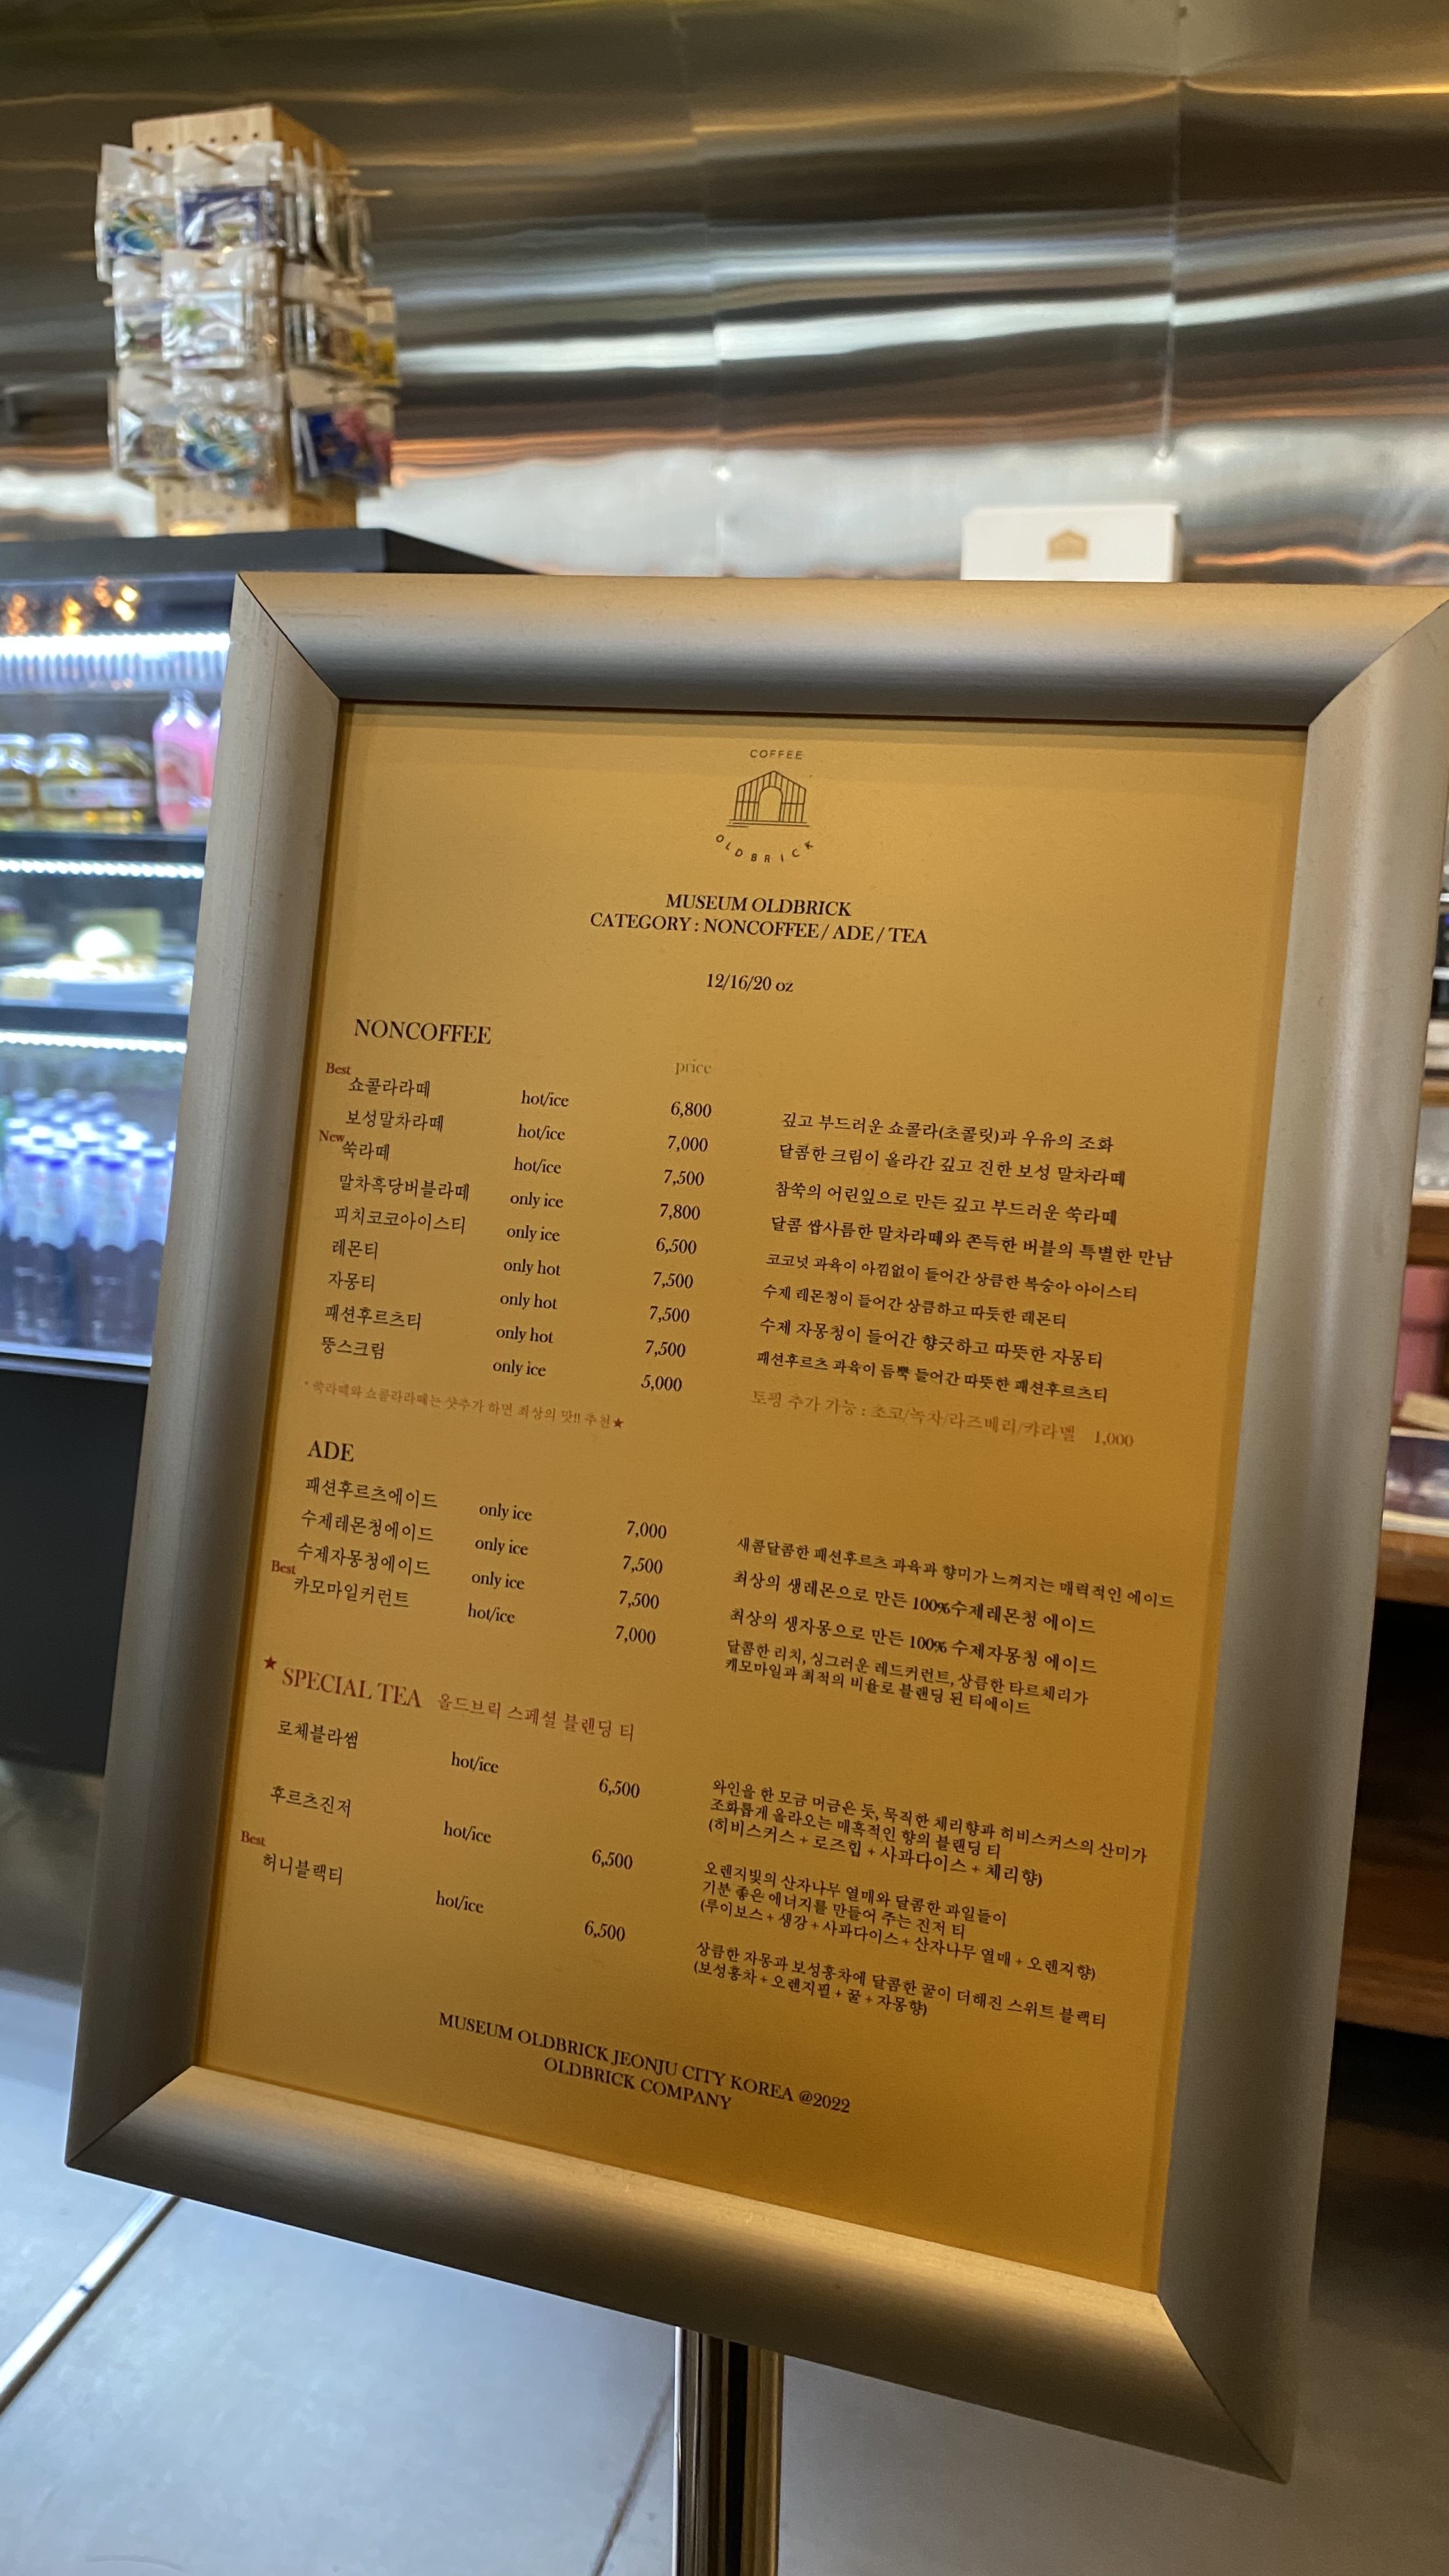 COFFEE
OLDBRICK
MUSEUM OLDBRICK
CATEGORY : NONCOFFEE / ADE / TEA
12/16/20 oz
NONCOFFEE
price
Best
쇼콜라라떼 hot/ice 6,800 깊고 부드러운 쇼콜라(초콜릿)과 우유의 조화
보성말차라떼 hot/ice 7,000 달콤한 크림이 올라간 깊고 진한 보성 말차라떼
New
쑥라떼 hot/ice 7,500 참쑥의 어린잎으로 만든 깊고 부드러운 쑥라떼
말차흑당버블라떼 only ice 7,800 달콤 쌉사름한 말차라떼와 쫀득한 버블의 특별한 만남
피치코코아이스티 only ice 6,500 코코넛 과육이 아낌없이 들어간 상큼한 복숭아 아이스티
레몬티 only hot 7,500 수제 레몬청이 들어간 상큼하고 따듯한 레몬티
자몽티 only hot 7,500 수제 자몽청이 들어간 향긋하고 따뜻한 자몽티
패션후르츠티 only hot 7,500 패션후르츠 과육이 듬뿍 들어간 따뜻한 패션후르츠티
뚱스크림 only ice 5,000 토핑 추가 가능 : 초코/녹차/라즈베리/캬라멜 1,000
* 쑥라떼와 쇼콜라라떼는 샷추가 하면 최상의 맛!! 추천★
ADE
패션후르츠에이드 only ice 7,000 새콤달콤한 패션후르츠 과육과 향미가 느껴지는 매력적인 에이드
수제레몬청에이드 only ice 7,500 최상의 생레몬으로 만든 100%수제레몬청 에이드
수제자몽청에이드 only ice 7,500 최상의 생자몽으로 만든 100% 수제자몽청 에이드
Best
카모마일커런트 hot/ice 7,000 달콤한 리치, 싱그러운 레드커런트, 상큼한 타르체리가
캐모마일과 최적의 비율로 블랜딩 된 티에이드
★ SPECIAL TEA 올드브릭 스페셜 블렌딩 티
로체블라썸 hot/ice 6,500 와인을 한 모금 머금은 듯, 묵직한 체리향과 히비스커스의 산미가
조화롭게 올라오는 매혹적인 향의 블랜딩 티
(히비스커스 + 로즈힙 + 사과다이스 + 체리향)
후르츠진저 hot/ice 6,500 오렌지빛의 산자나무 열매와 달콤한 과일들이
기분 좋은 에너지를 만들어 주는 진저 티
(루이보스 + 생강 + 사과다이스 + 산자나무 열매 + 오렌지향)
Best
허니블랙티 hot/ice 6,500 상큼한 자몽과 보성홍차에 달콤한 꿀이 더해진 스위트 블랙티
(보성홍차 + 오렌지필 + 꿀 + 자몽향)
MUSEUM OLDBRICK JEONJU CITY KOREA @2022
OLDBRICK COMPANY